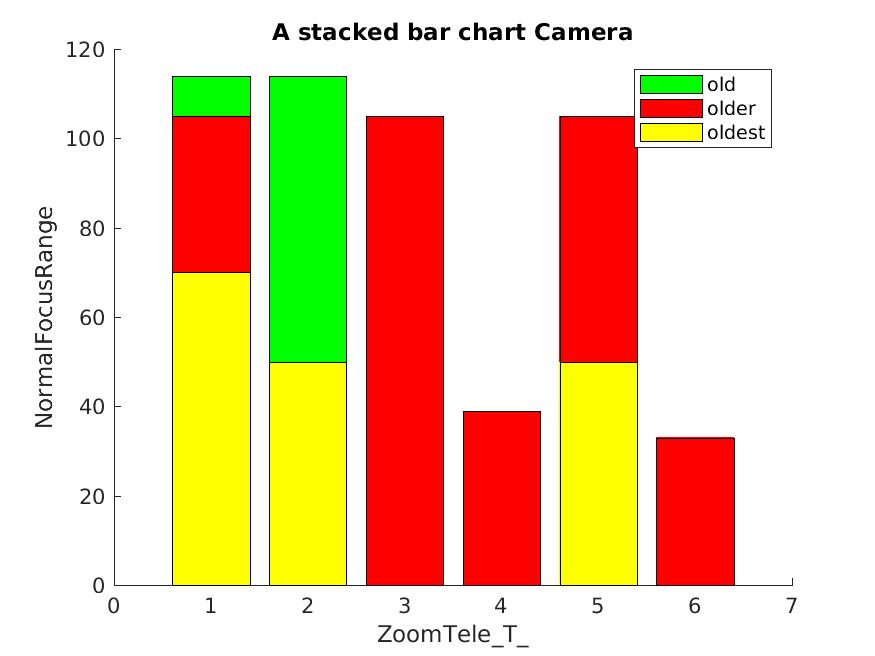 A stacked bar chart Camera
120
100
80
60
40
20
0
NormalFocusRange
old
older
oldest
0 1 2 3 4 5 6 7
ZoomTele_T_